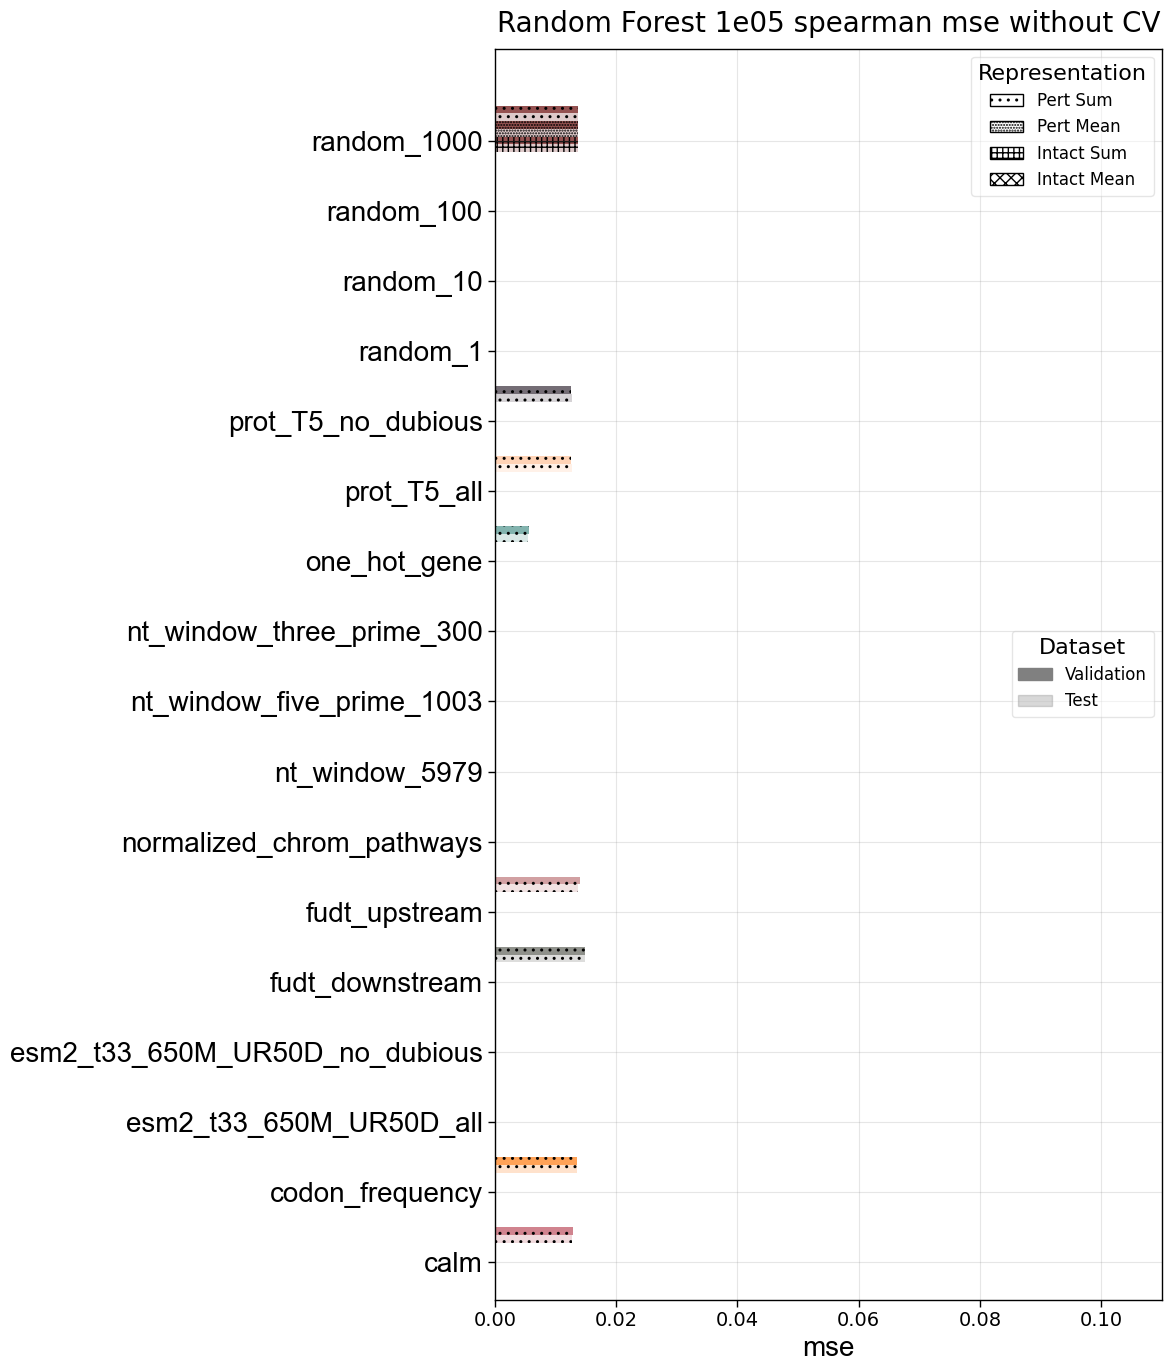 Random Forest 1e05 spearman mse without CV
Representation
Pert Sum
Pert Mean
Intact Sum
Intact Mean
random_1000
random_100
random_10
random_1
prot_T5_no_dubious
prot_T5_all
one_hot_gene
nt_window_three_prime_300
Dataset
Validation
Test
nt_window_five_prime_1003
nt_window_5979
normalized_chrom_pathways
fudt_upstream
fudt_downstream
esm2_t33_650M_UR50D_no_dubious
esm2_t33_650M_UR50D_all
codon_frequency
calm
0.00 0.02 0.04 0.06 0.08 0.10
mse